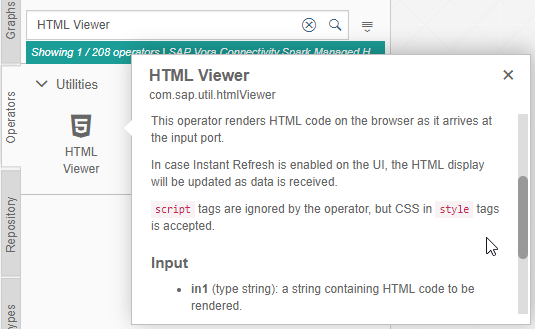 Graphs
HTML Viewer
Showing 1 / 208 operators | SAP Vora Connectivity Spark Managed H
Operators
Utilities
HTML
Viewer
Repository
ypes
HTML Viewer
com.sap.util.htmlViewer
This operator renders HTML code on the browser as it arrives at
the input port.
In case Instant Refresh is enabled on the UI, the HTML display
will be updated as data is received.
script tags are ignored by the operator, but CSS in style tags
is accepted.
Input
• in1 (type string): a string containing HTML code to be
rendered.